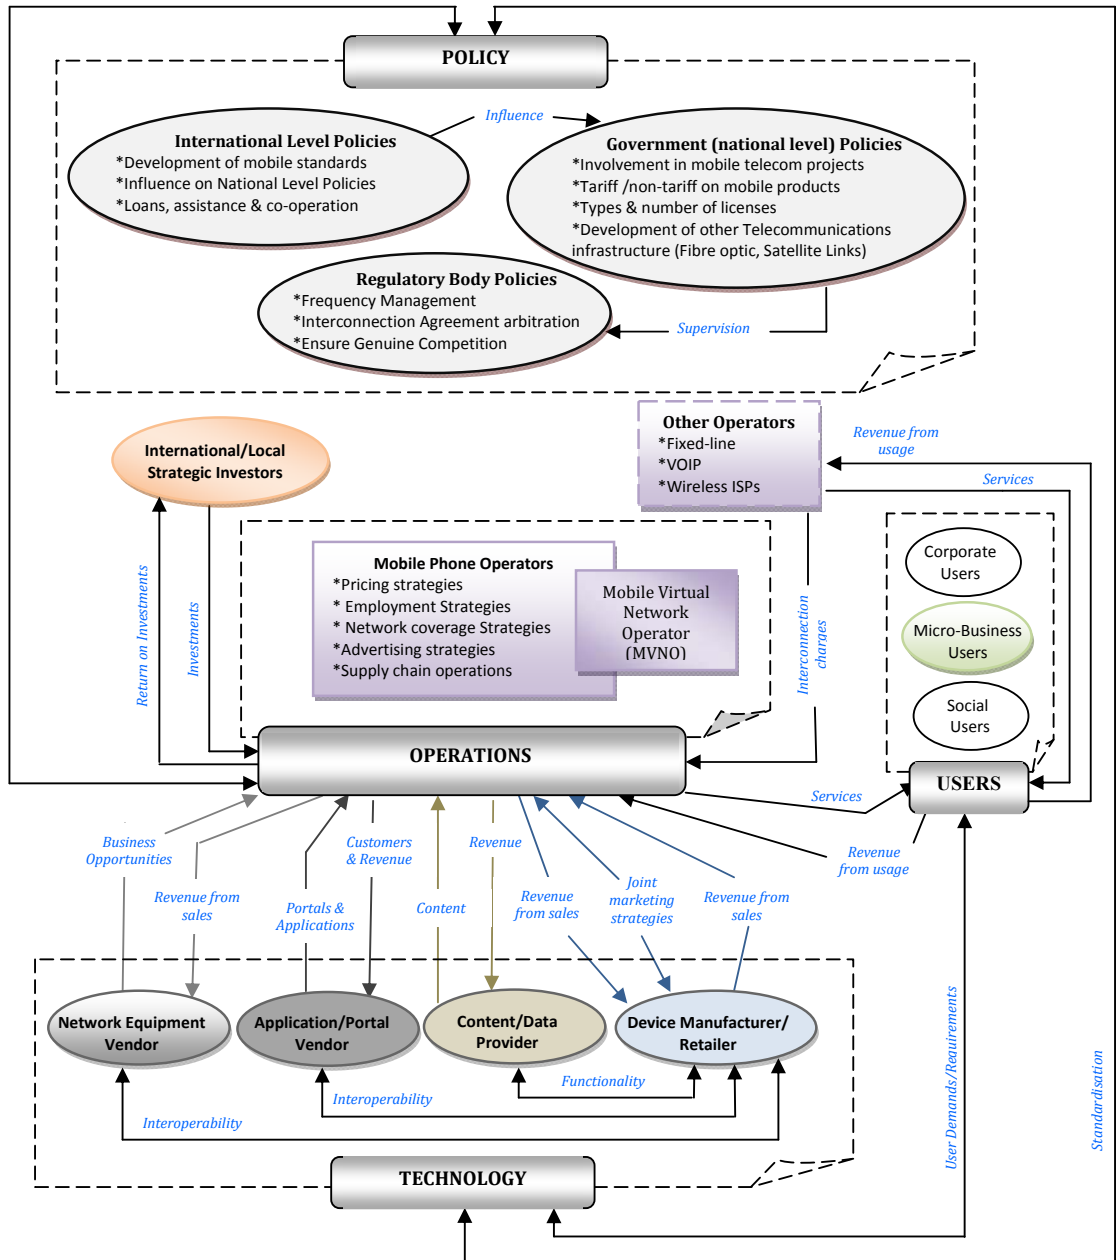 POLICY
International Level Policies
*Development of mobile standards
*Influence on National Level Policies
*Loans, assistance & co-operation
Influence
Government (national level) Policies
*Involvement in mobile telecom projects
*Tariff /non-tariff on mobile products
*Types & number of licenses
*Development of other Telecommunications
infrastructure (Fibre optic, Satellite Links)
Regulatory Body Policies
*Frequency Management
*Interconnection Agreement arbitration
*Ensure Genuine Competition
Supervision
International/Local
Strategic Investors
Other Operators
*Fixed-line
*VOIP
*Wireless ISPs
Revenue from
usage
Services
Return on Investments
Investments
Mobile Phone Operators
*Pricing strategies
* Employment Strategies
* Network coverage Strategies
*Advertising strategies
*Supply chain operations
Mobile Virtual
Network
Operator
(MVNO)
Interconnection
charges
Corporate
Users
Micro-Business
Users
Social
Users
OPERATIONS
USERS
Services
Revenue
from usage
Business
Opportunities
Revenue from
sales
Portals &
Applications
Customers
& Revenue
Content
Revenue
Revenue
from sales
Joint
marketing
strategies
Revenue from
sales
Network Equipment
Vendor
Application/Portal
Vendor
Content/Data
Provider
Device Manufacturer/
Retailer
Functionality
Interoperability
Interoperability
User Demands/Requirements
Standardisation
TECHNOLOGY